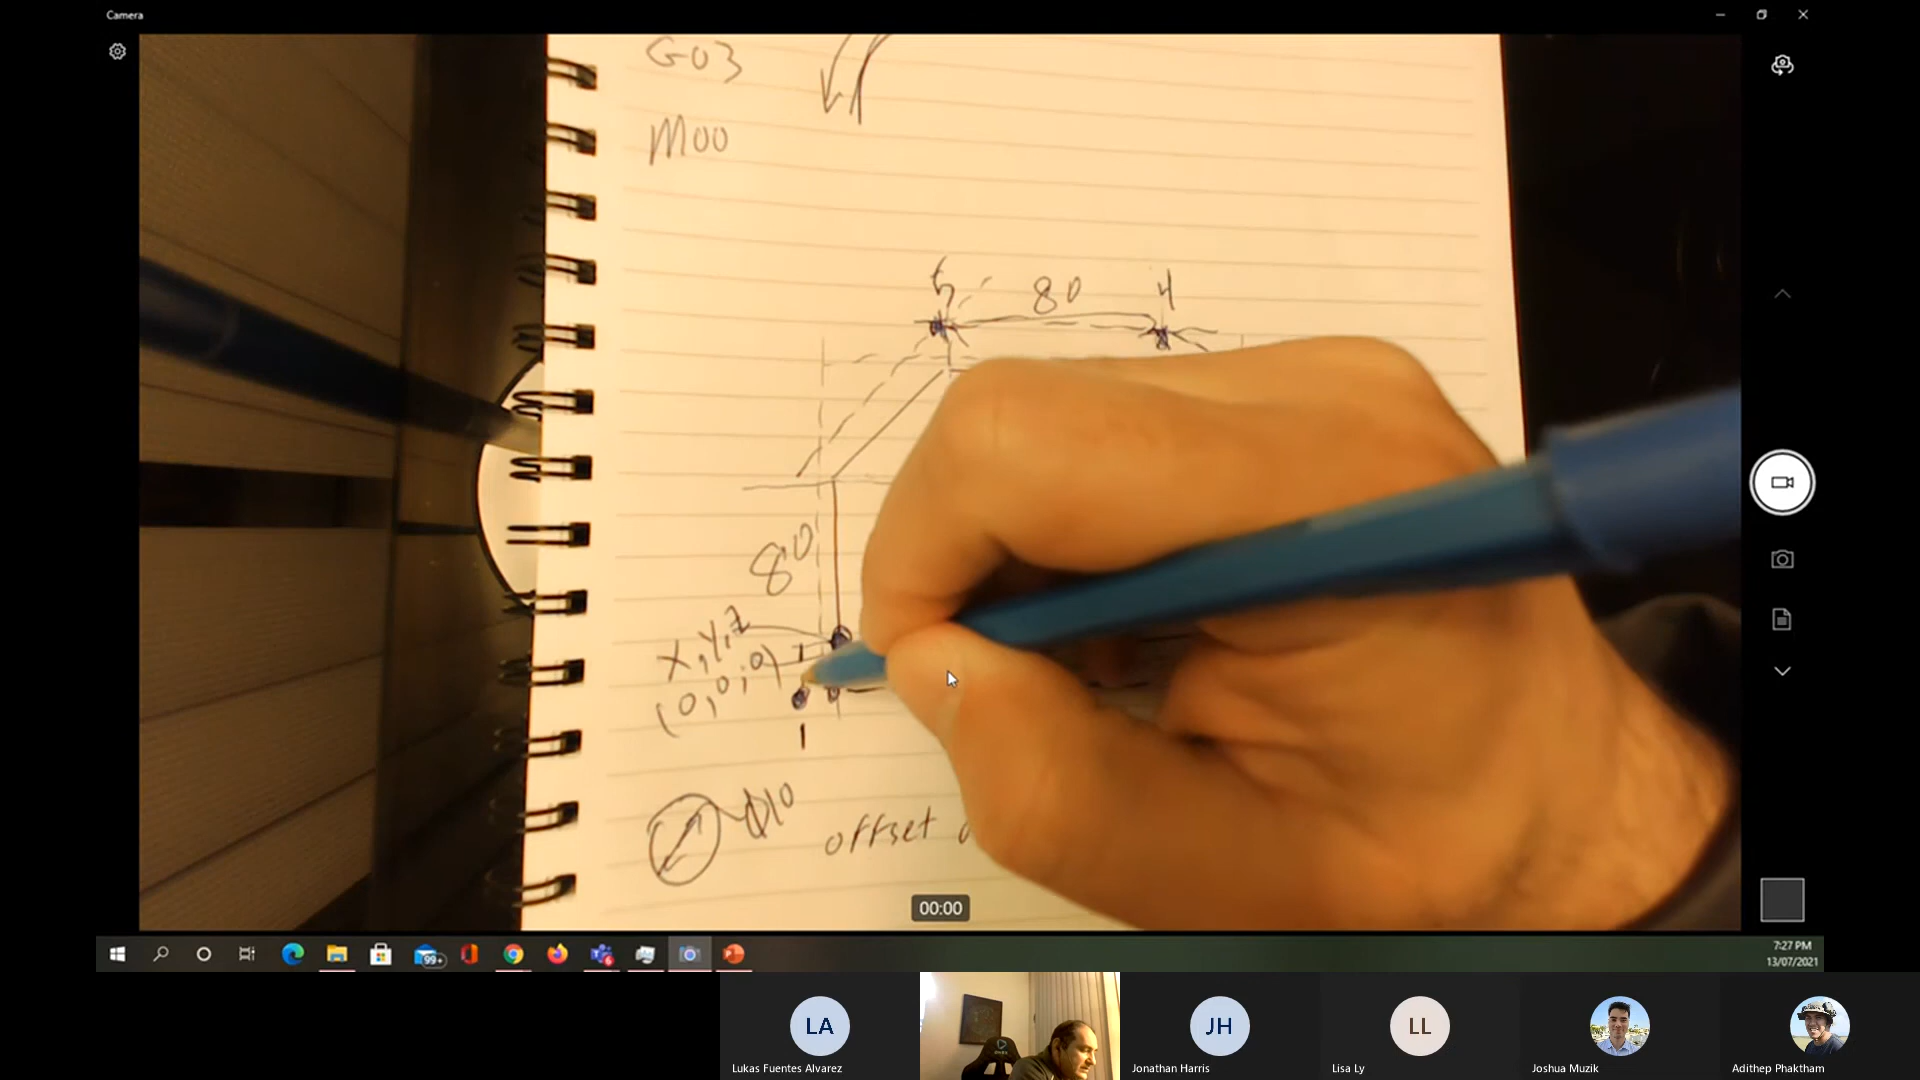 Camera
G03
M00
5 80 4
80
X,Y,Z
(0,0,0)
1
Ø10
offset
00:00
99+
7:27 PM
13/07/2021
LA
JH
LL
Lukas Fuentes Alvarez
Jonathan Harris
Lisa Ly
Joshua Muzik
Adithep Phaktham